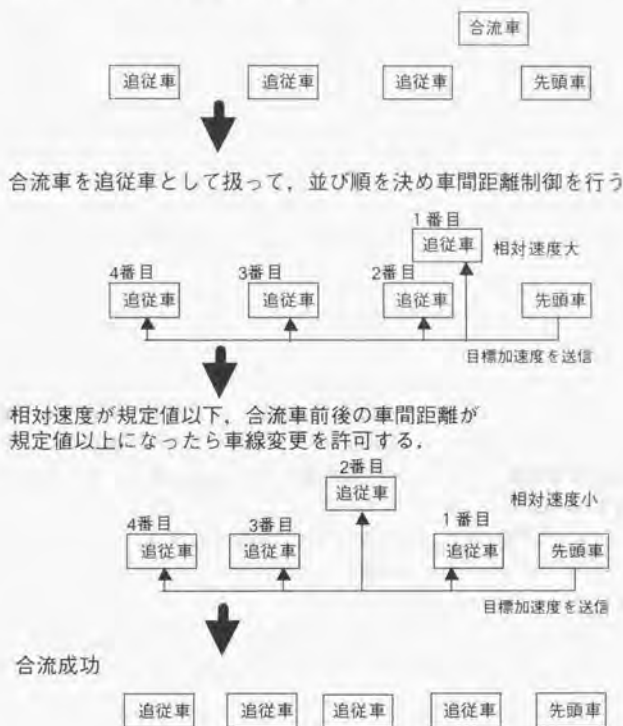 合流車
追従車 追従車 追従車 先頭車
合流車を追従車として扱って，並び順を決め車間距離制御を行う
1番目
追従車 相対速度大
4番目 3番目 2番目
追従車 追従車 追従車 先頭車
目標加速度を送信
相対速度が規定値以下，合流車前後の車間距離が
規定値以上になったら車線変更を許可する．
2番目
追従車 相対速度小
4番目 3番目 1番目
追従車 追従車 追従車 先頭車
目標加速度を送信
合流成功
追従車 追従車 追従車 追従車 先頭車